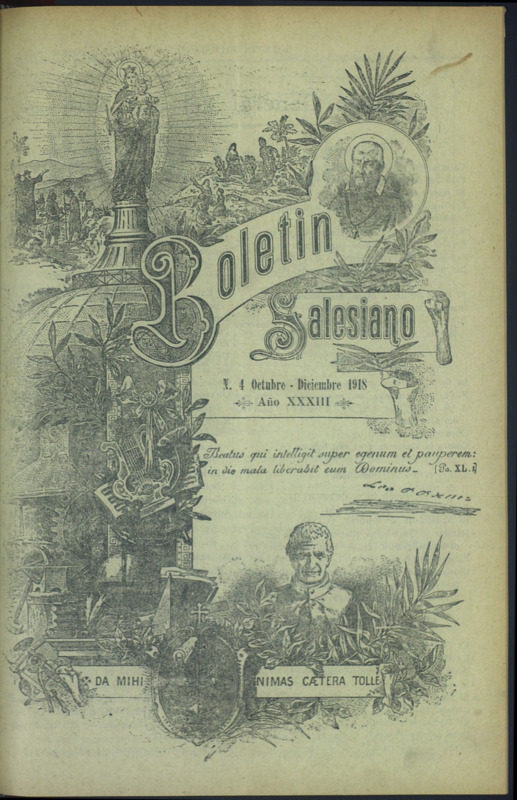 Boletin
Salesiano
N. 4 Octubre - Diciembre 1918
Año XXXIII
Beatus qui intelligit super egenum et pauperem:
in die mala liberabit eum Dominus. (Ps. XL. 1)
DA MIHI NIMAS CÆTERA TOLLE